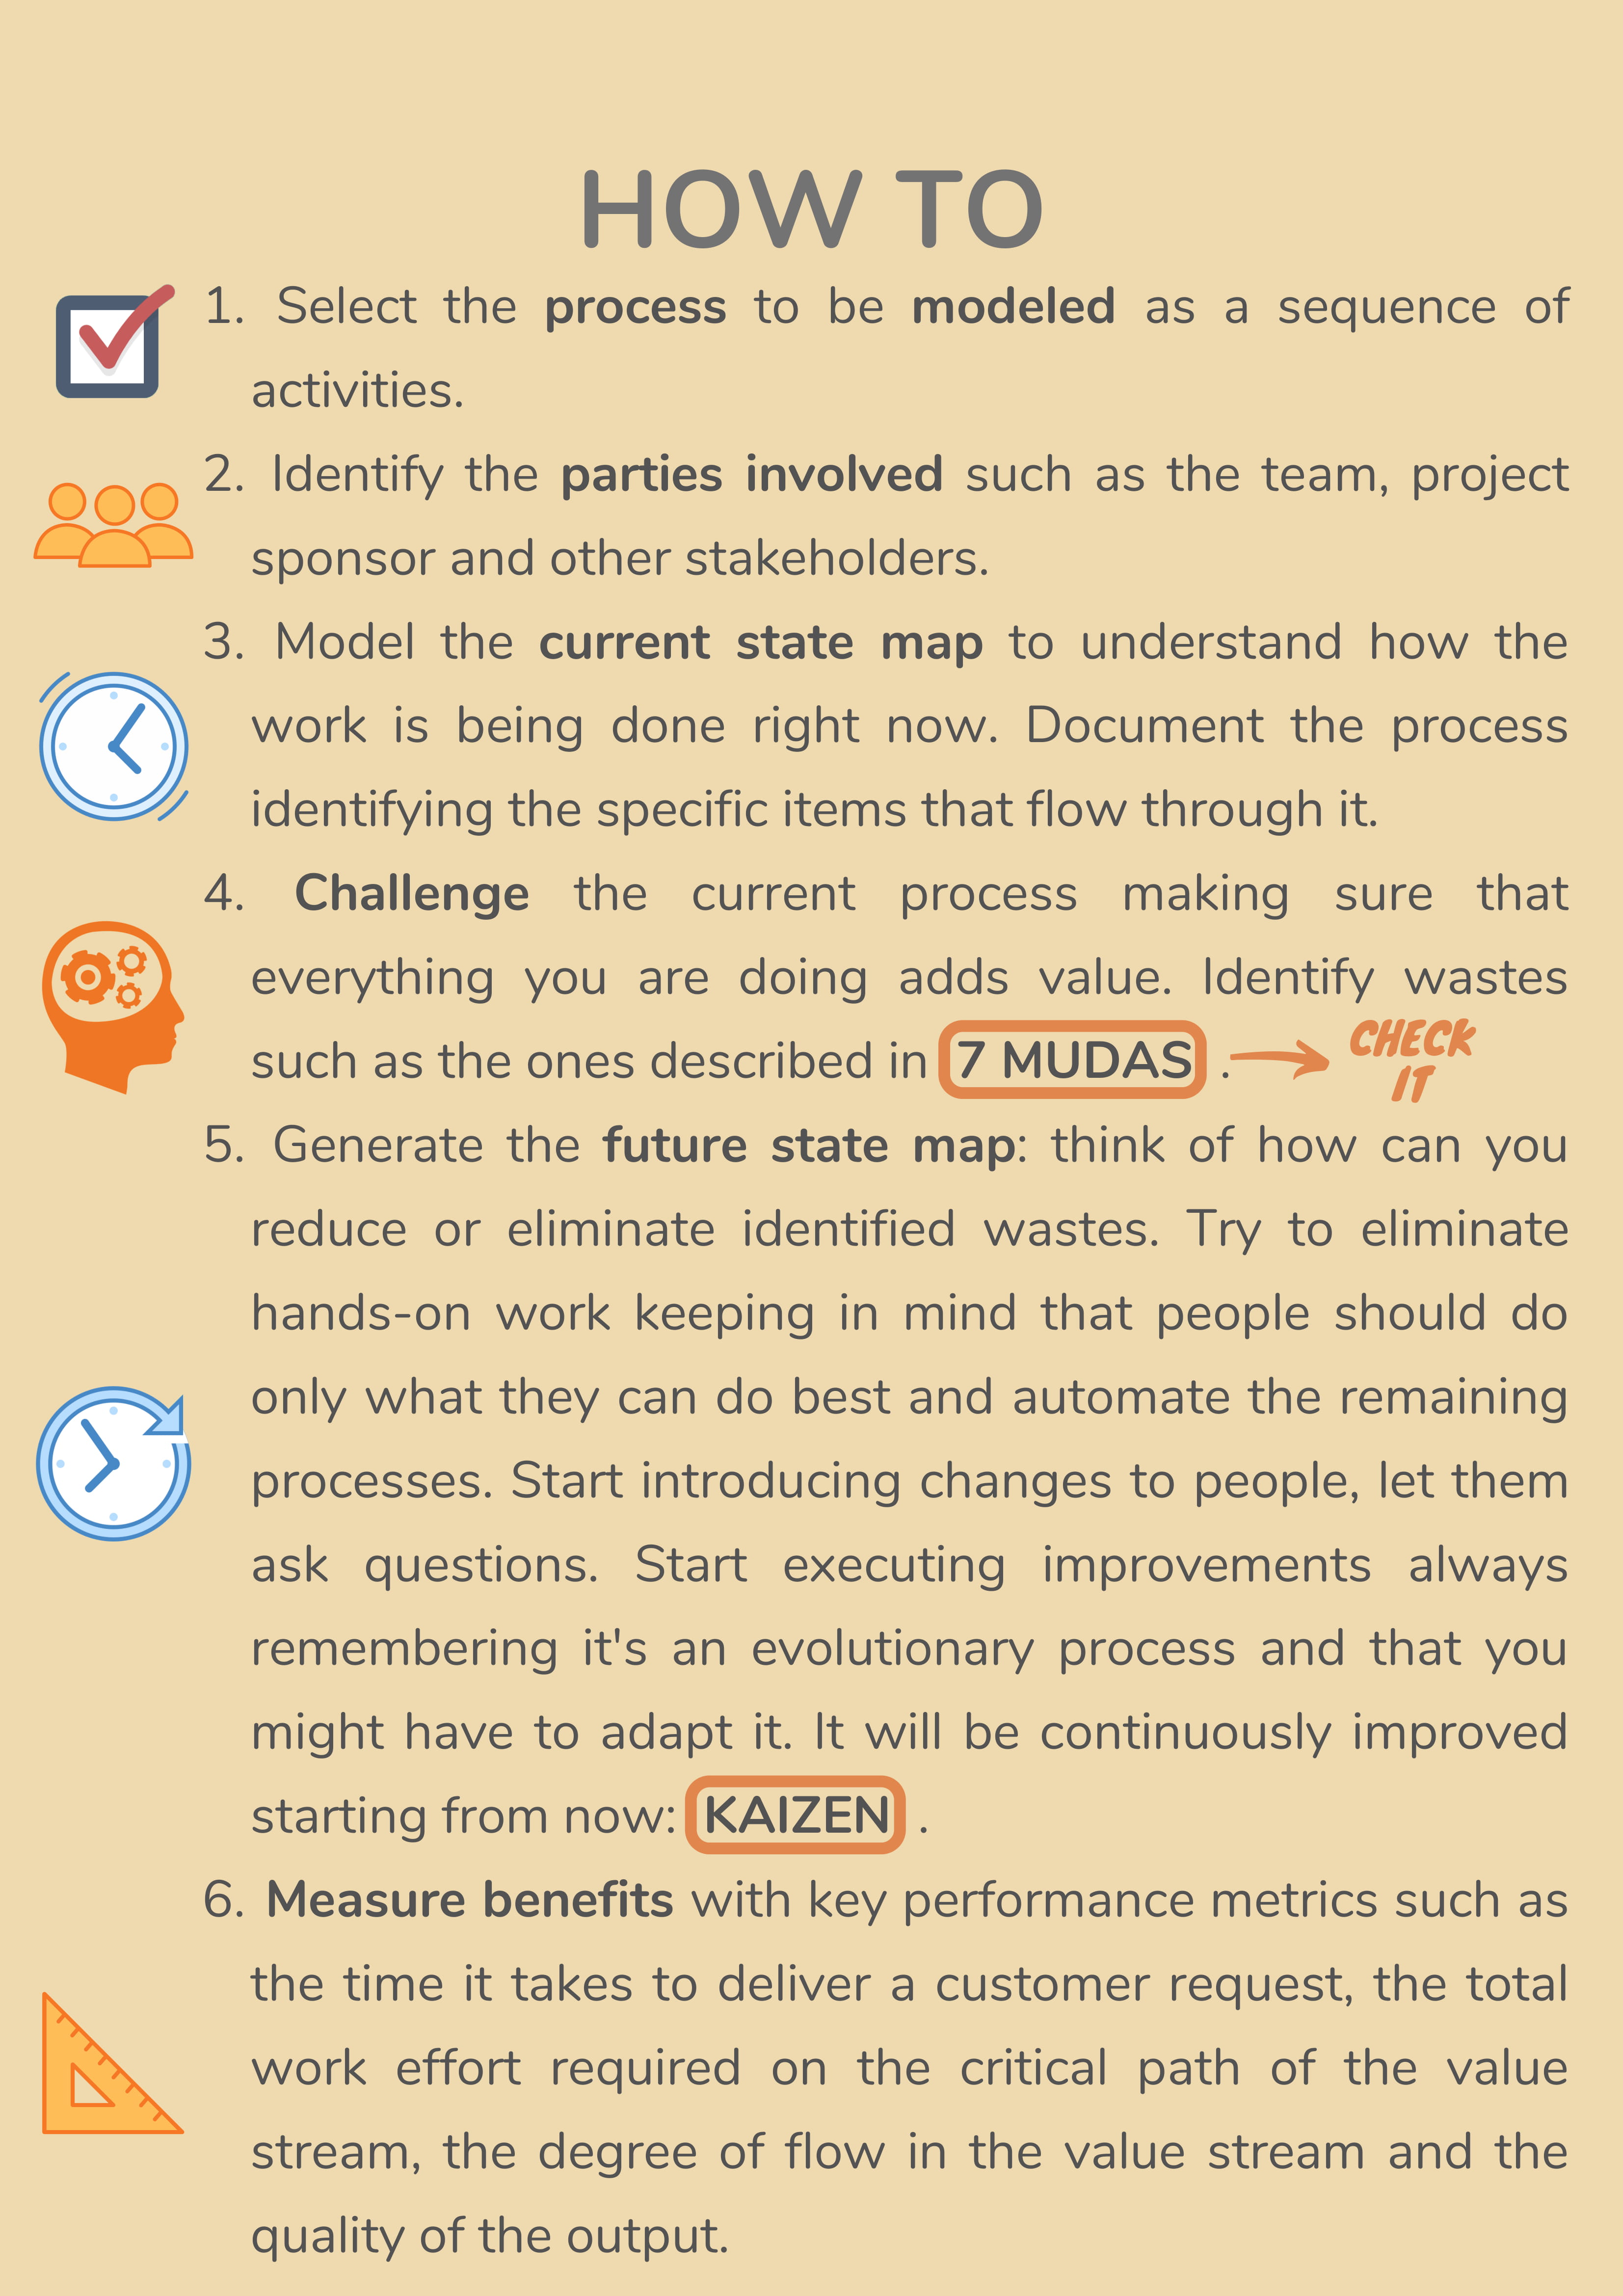 HOW TO
1. Select the process to be modeled as a sequence of
activities.
2. Identify the parties involved such as the team, project
sponsor and other stakeholders.
3. Model the current state map to understand how the
work is being done right now. Document the process
identifying the specific items that flow through it.
4. Challenge the current process making sure that
everything you are doing adds value. Identify wastes
such as the ones described in 7 MUDAS . CHECK
IT
5. Generate the future state map: think of how can you
reduce or eliminate identified wastes. Try to eliminate
hands-on work keeping in mind that people should do
only what they can do best and automate the remaining
processes. Start introducing changes to people, let them
ask questions. Start executing improvements always
remembering it's an evolutionary process and that you
might have to adapt it. It will be continuously improved
starting from now: KAIZEN .
6. Measure benefits with key performance metrics such as
the time it takes to deliver a customer request, the total
work effort required on the critical path of the value
stream, the degree of flow in the value stream and the
quality of the output.